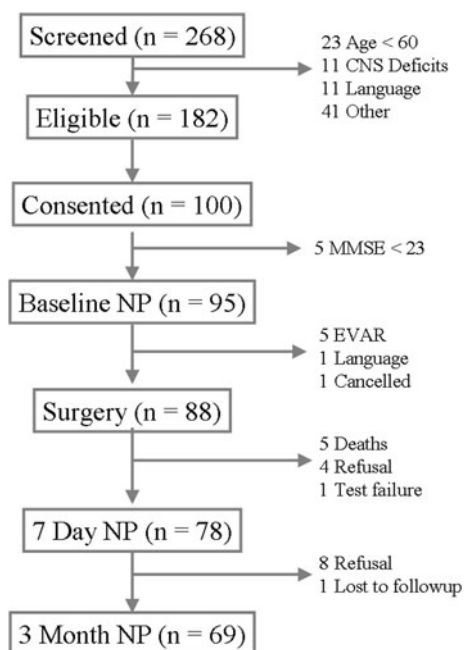 Screened (n = 268)
23 Age < 60
11 CNS Deficits
11 Language
41 Other
Eligible (n = 182)
Consented (n = 100)
5 MMSE < 23
Baseline NP (n = 95)
5 EVAR
1 Language
1 Cancelled
Surgery (n = 88)
5 Deaths
4 Refusal
1 Test failure
7 Day NP (n = 78)
8 Refusal
1 Lost to followup
3 Month NP (n = 69)